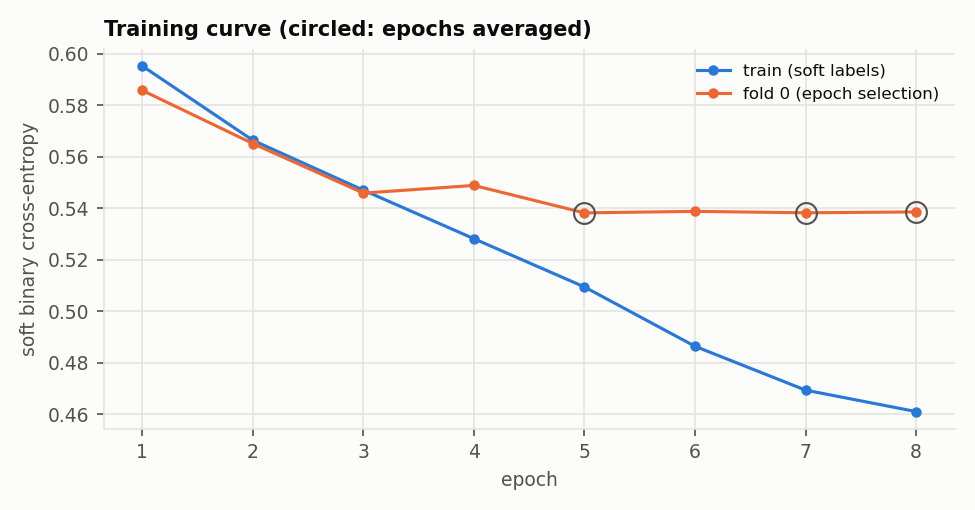 Training curve (circled: epochs averaged)
train (soft labels)
fold 0 (epoch selection)
soft binary cross-entropy
0.60
0.58
0.56
0.54
0.52
0.50
0.48
0.46
1 2 3 4 5 6 7 8
epoch